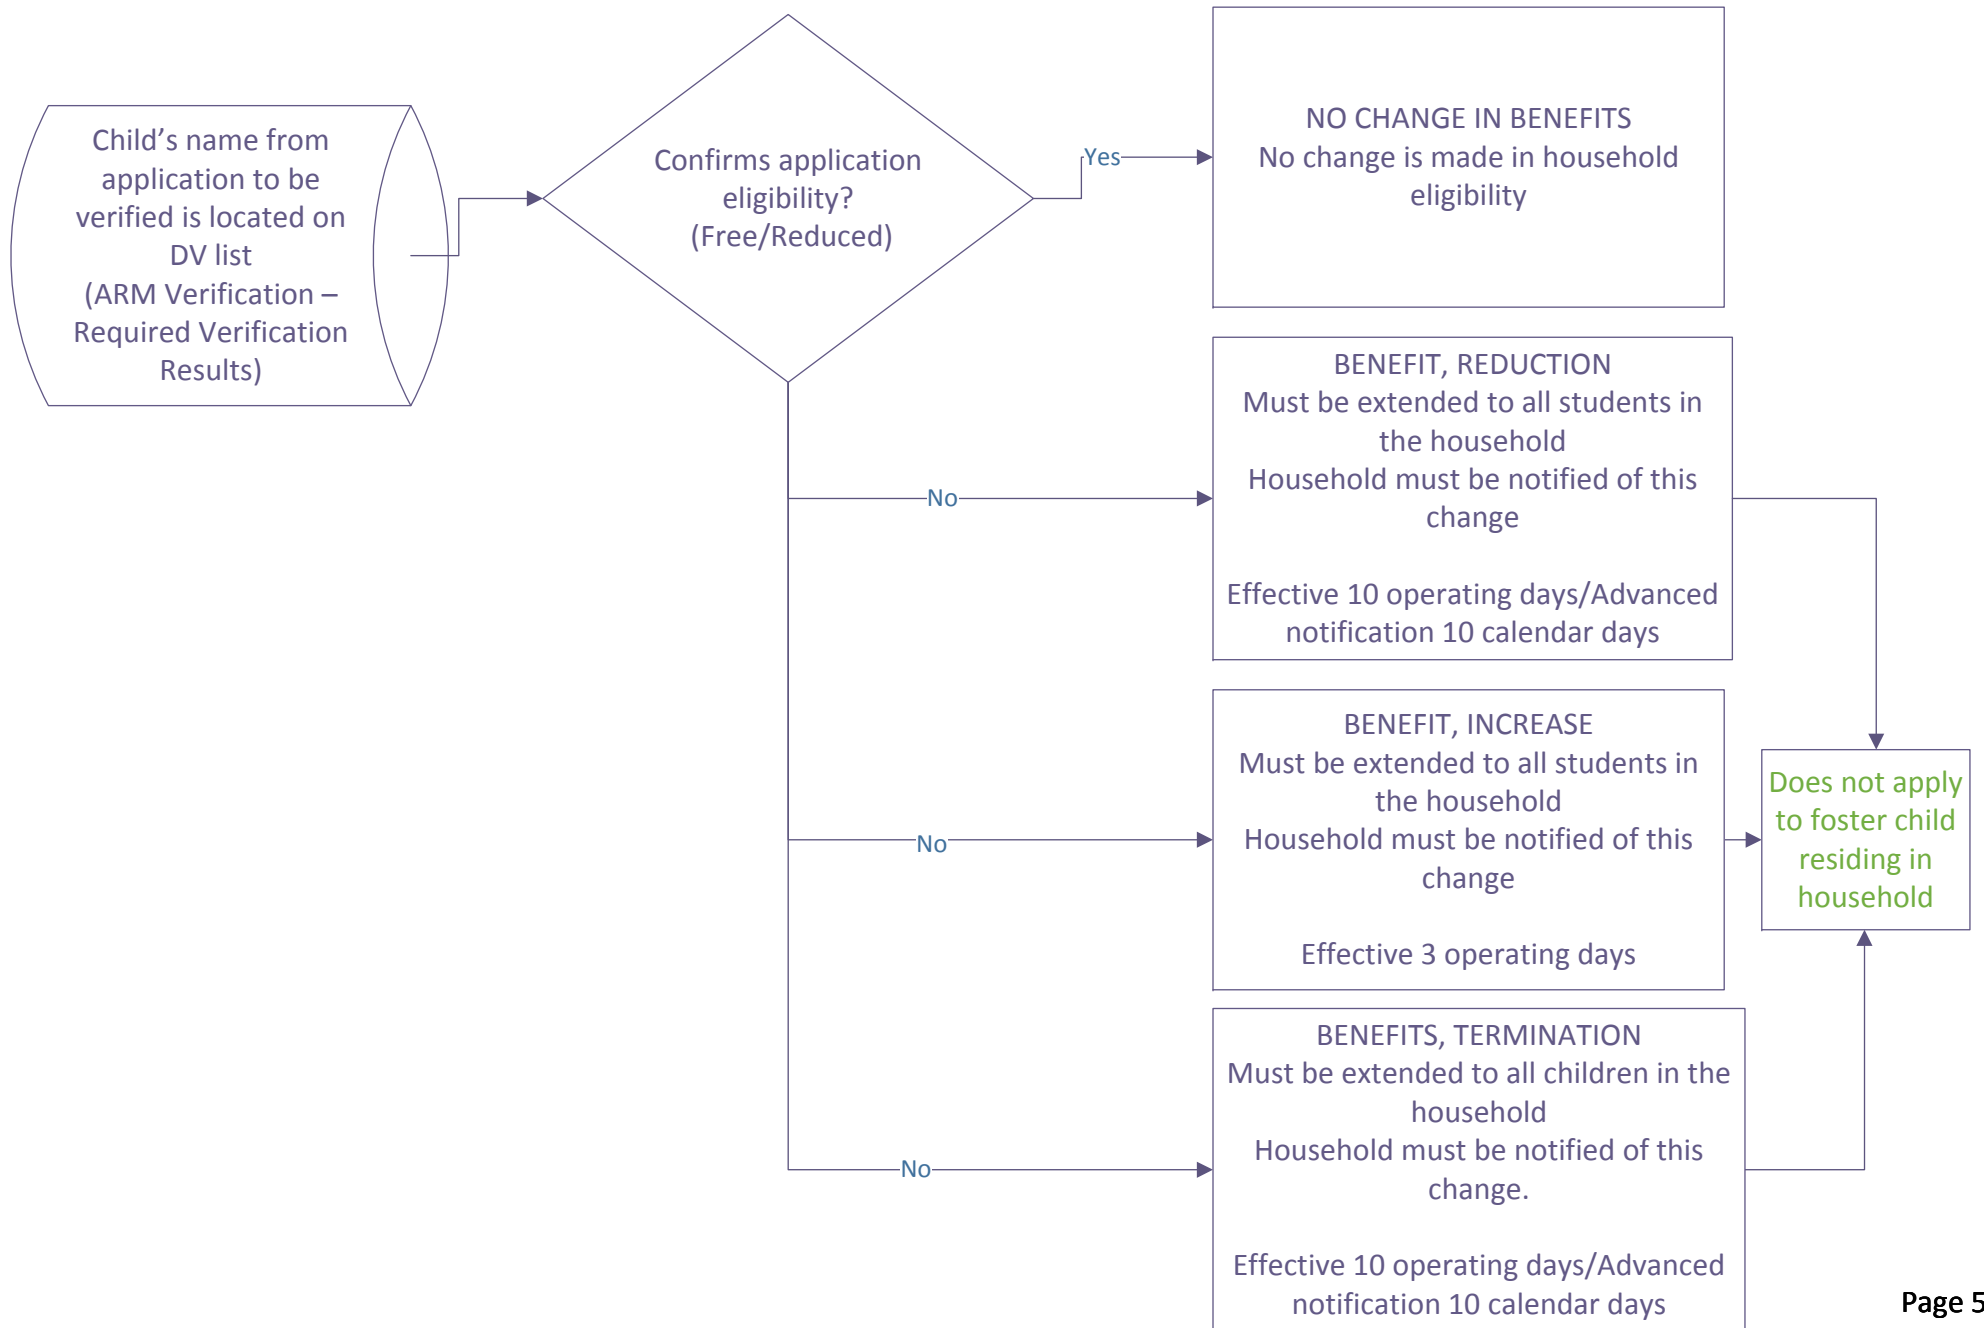 Child’s name from
application to be
verified is located on
DV list
(ARM Verification –
Required Verification
Results)
Confirms application
eligibility?
(Free/Reduced)
Yes
NO CHANGE IN BENEFITS
No change is made in household
eligibility
No
BENEFIT, REDUCTION
Must be extended to all students in
the household
Household must be notified of this
change
Effective 10 operating days/Advanced
notification 10 calendar days
No
BENEFIT, INCREASE
Must be extended to all students in
the household
Household must be notified of this
change
Effective 3 operating days
Does not apply
to foster child
residing in
household
No
BENEFITS, TERMINATION
Must be extended to all children in the
household
Household must be notified of this
change.
Effective 10 operating days/Advanced
notification 10 calendar days
Page 5